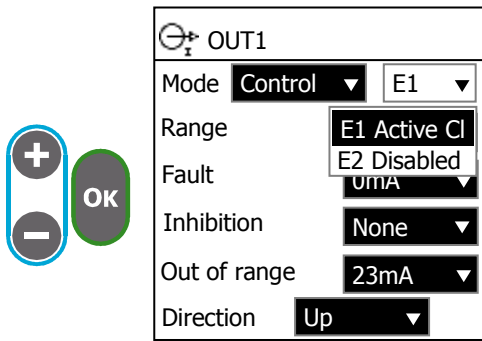 I
OUT1
Mode Control E1
Range E1 Active Cl
E2 Disabled
Fault 0mA
Inhibition None
OK
Out of range 23mA
Direction Up